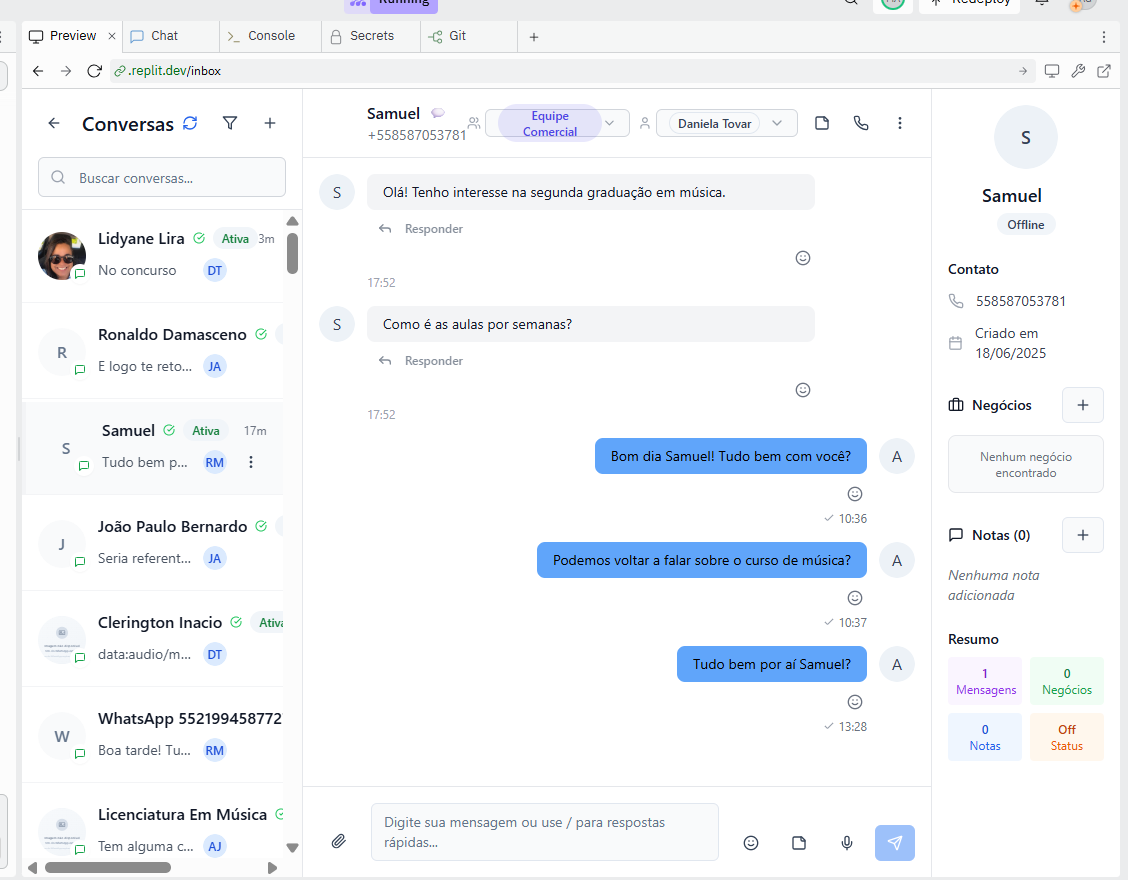 Running
Redeploy
Preview
Chat
Console
Secrets
Git
.replit.dev/inbox
Conversas
Buscar conversas...
Lidyane Lira
Ativa
3m
No concurso
DT
R
Ronaldo Damasceno
E logo te reto...
JA
S
Samuel
Ativa
17m
Tudo bem p...
RM
J
João Paulo Bernardo
Seria referent...
JA
Clerington Inacio
Ativa
data:audio/m...
DT
W
WhatsApp 552199458772
Boa tarde! Tu...
RM
Licenciatura Em Música
Tem alguma c...
AJ
Samuel
+558587053781
Equipe
Comercial
Daniela Tovar
S
Olá! Tenho interesse na segunda graduação em música.
Responder
17:52
S
Como é as aulas por semanas?
Responder
17:52
Bom dia Samuel! Tudo bem com você?
A
10:36
Podemos voltar a falar sobre o curso de música?
A
10:37
Tudo bem por aí Samuel?
A
13:28
Digite sua mensagem ou use / para respostas
rápidas...
S
Samuel
Offline
Contato
558587053781
Criado em
18/06/2025
Negócios
Nenhum negócio
encontrado
Notas (0)
Nenhuma nota
adicionada
Resumo
1
Mensagens
0
Negócios
0
Notas
Off
Status